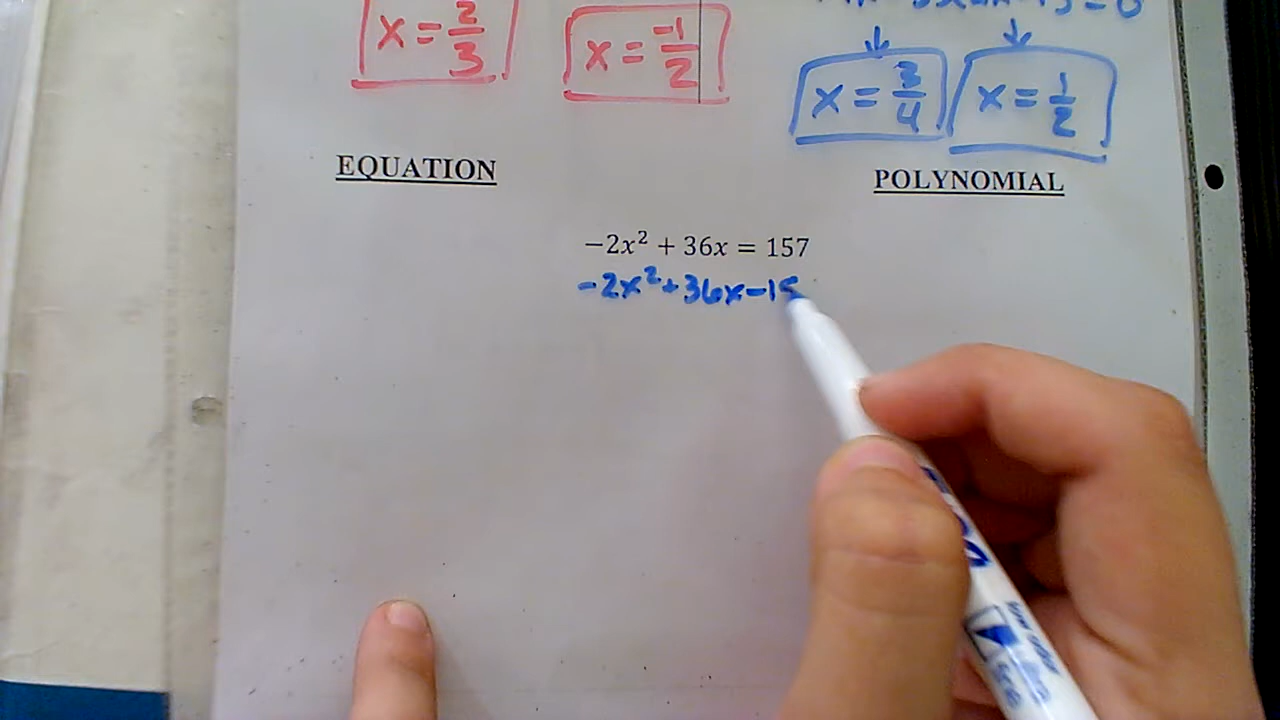 x = 2/3
x = -1/2
x = 3/4
x = 1/2
EQUATION
POLYNOMIAL
−2x² + 36x = 157
-2x²+36x-15